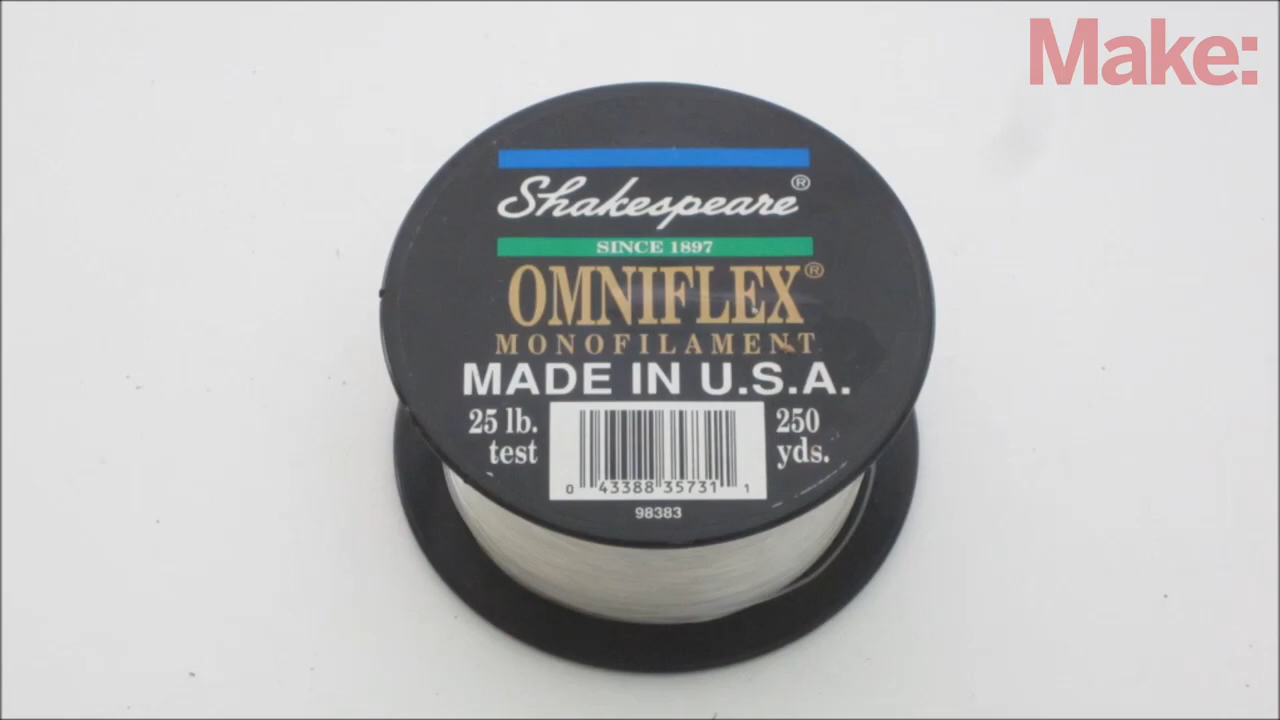 Make:
Shakespeare®
SINCE 1897
OMNIFLEX®
MONOFILAMENT
MADE IN U.S.A.
25 lb. test
250 yds.
0 43388 35731 1
98383